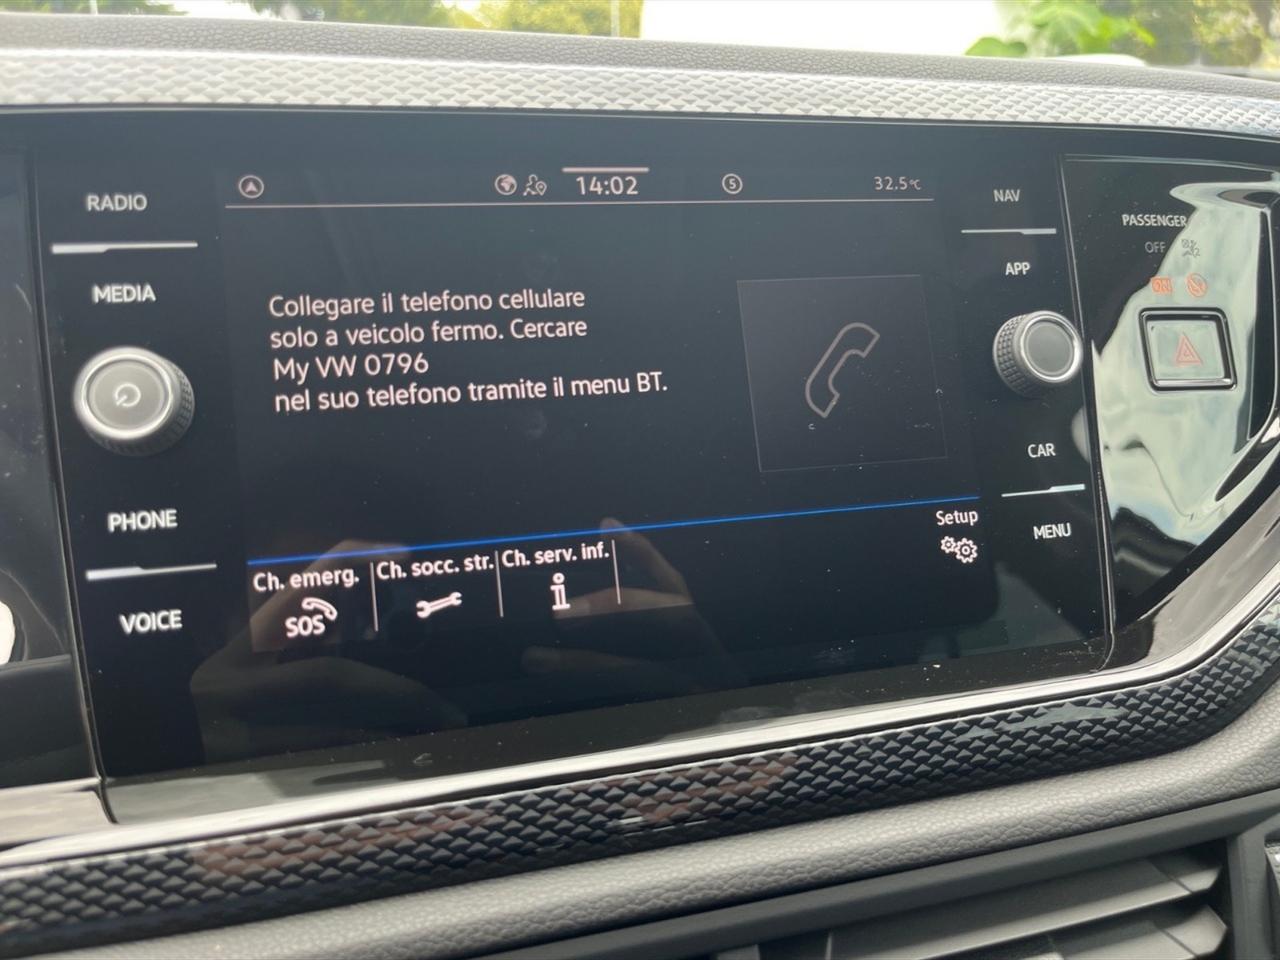 RADIO
MEDIA
PHONE
VOICE
14:02
5
32.5°C
Collegare il telefono cellulare
solo a veicolo fermo. Cercare
My VW 0796
nel suo telefono tramite il menu BT.
Setup
Ch. emerg.
Ch. socc. str.
Ch. serv. inf.
SOS
i
NAV
APP
CAR
MENU
PASSENGER
OFF
ON